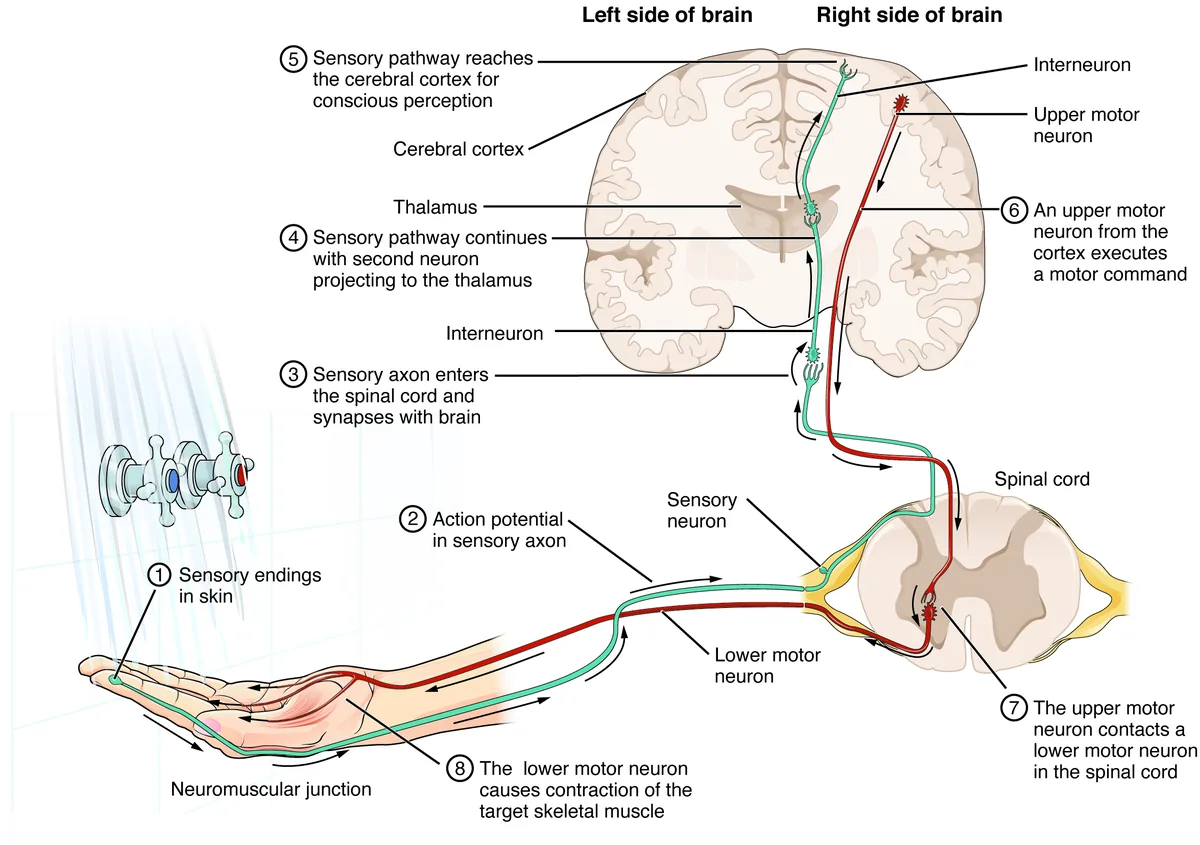 Left side of brain
Right side of brain
5 Sensory pathway reaches
the cerebral cortex for
conscious perception
Interneuron
Upper motor
neuron
Cerebral cortex
Thalamus
4 Sensory pathway continues
with second neuron
projecting to the thalamus
6 An upper motor
neuron from the
cortex executes
a motor command
Interneuron
3 Sensory axon enters
the spinal cord and
synapses with brain
Spinal cord
Sensory
neuron
2 Action potential
in sensory axon
1 Sensory endings
in skin
Lower motor
neuron
7 The upper motor
neuron contacts a
lower motor neuron
in the spinal cord
8 The lower motor neuron
causes contraction of the
target skeletal muscle
Neuromuscular junction